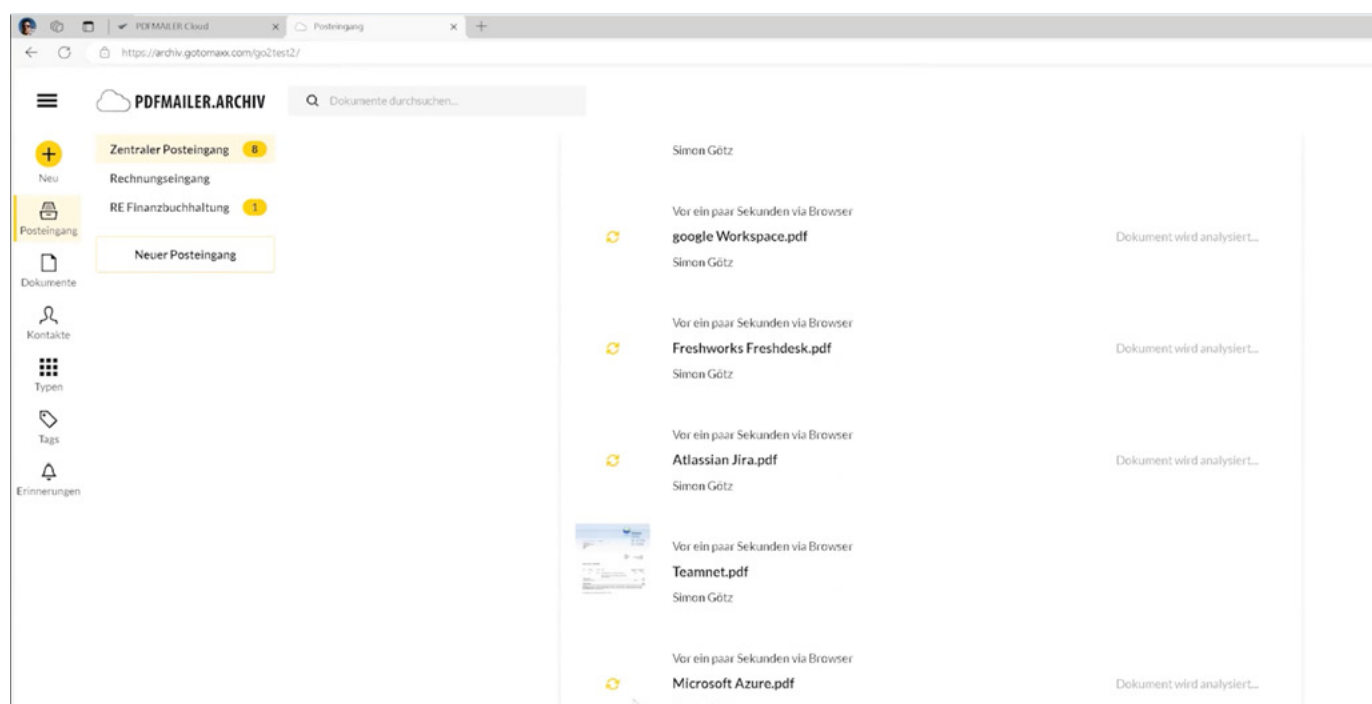 PDFMAILER.Cloud
Posteingang
https://archiv.gotomaxx.com/go2test2/
PDFMAILER.ARCHIV
Dokumente durchsuchen...
Neu
Posteingang
Dokumente
Kontakte
Typen
Tags
Erinnerungen
Zentraler Posteingang 8
Rechnungseingang
RE Finanzbuchhaltung 1
Neuer Posteingang
Simon Götz
Vor ein paar Sekunden via Browser
google Workspace.pdf
Dokument wird analysiert...
Simon Götz
Vor ein paar Sekunden via Browser
Freshworks Freshdesk.pdf
Dokument wird analysiert...
Simon Götz
Vor ein paar Sekunden via Browser
Atlassian Jira.pdf
Dokument wird analysiert...
Simon Götz
Vor ein paar Sekunden via Browser
Teamnet.pdf
Simon Götz
Vor ein paar Sekunden via Browser
Microsoft Azure.pdf
Dokument wird analysiert...